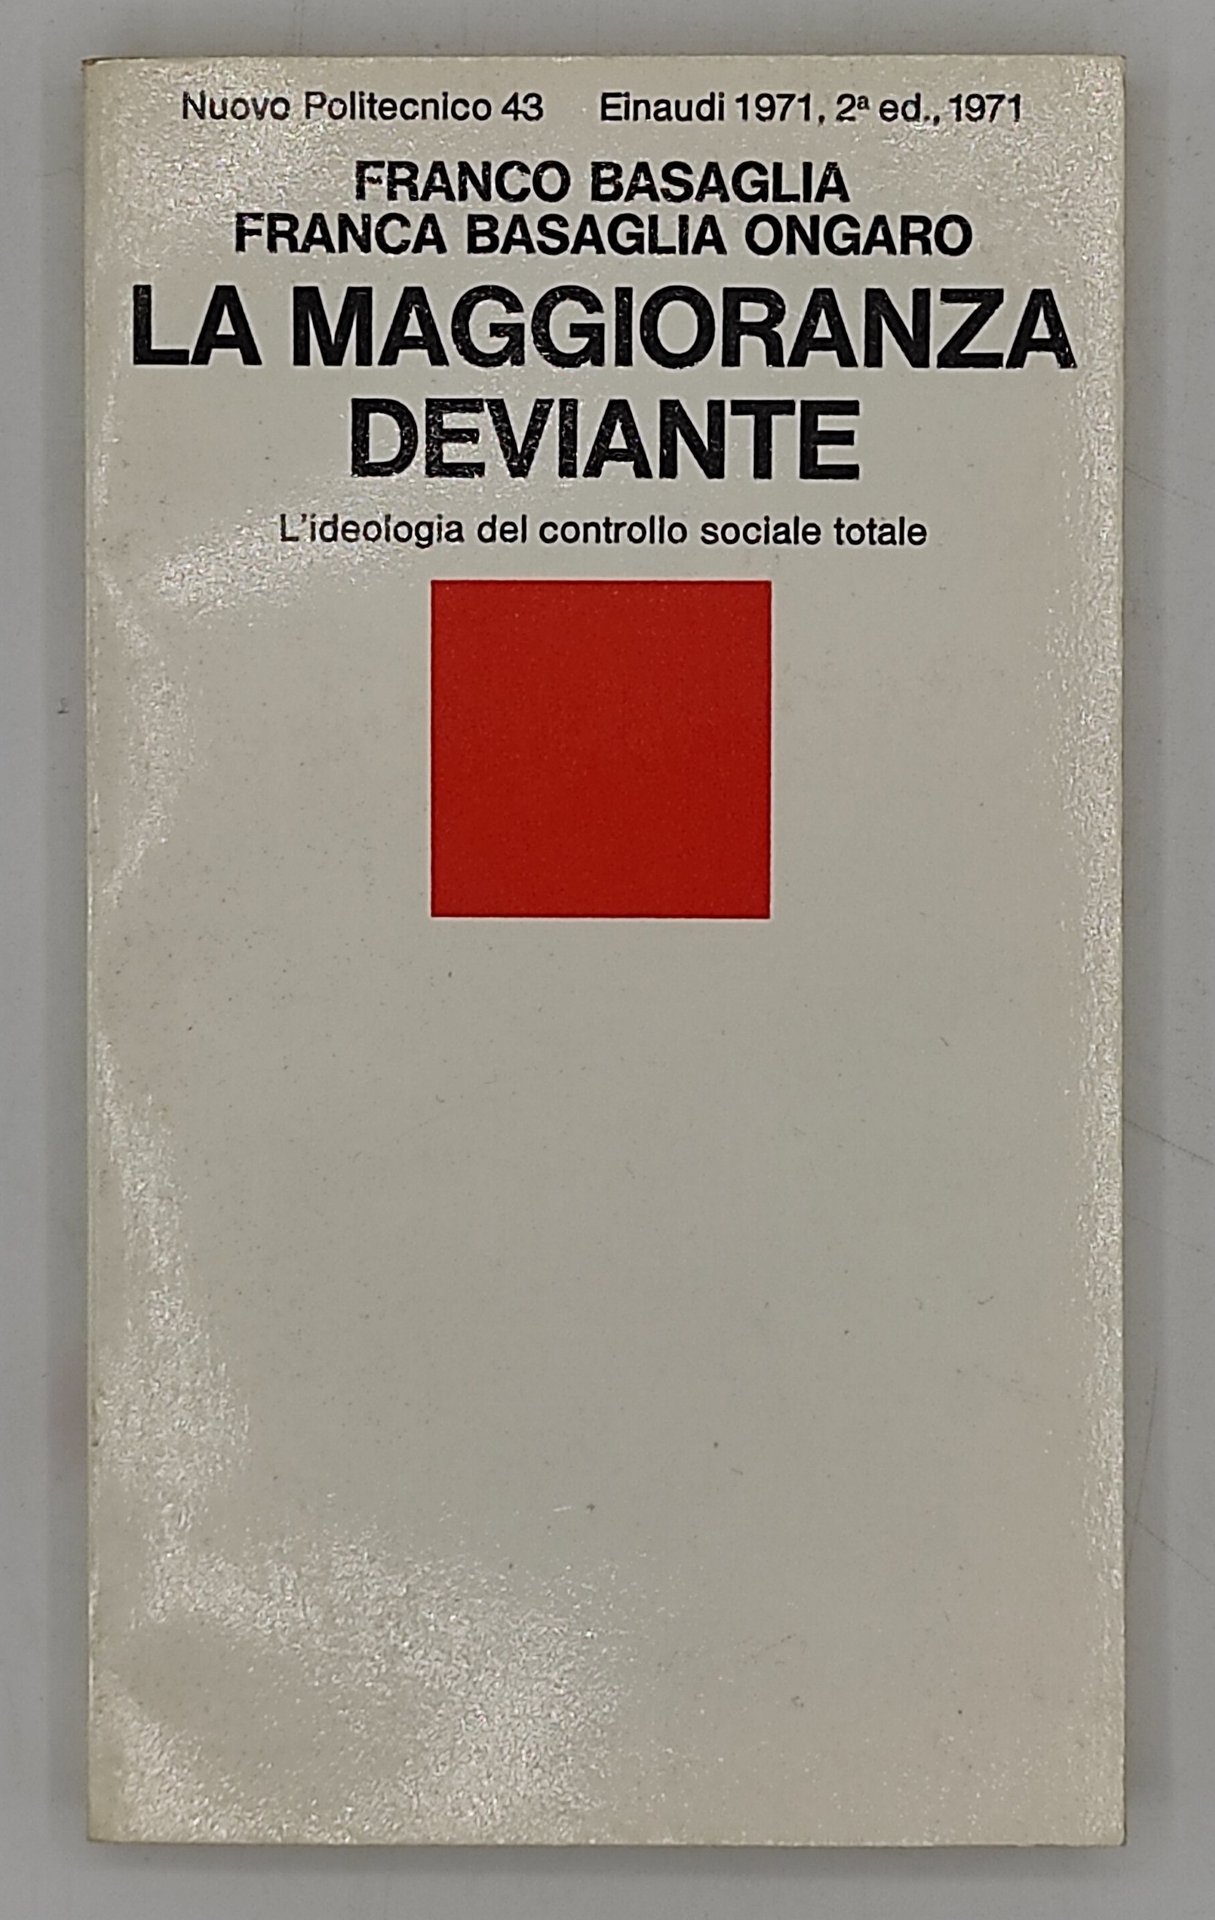 Nuovo Politecnico 43 Einaudi 1971, 2ª ed., 1971
FRANCO BASAGLIA
FRANCA BASAGLIA ONGARO
LA MAGGIORANZA
DEVIANTE
L'ideologia del controllo sociale totale